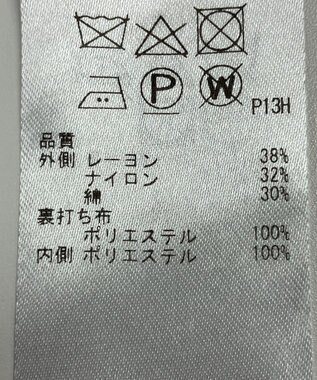 P W
P13H
品質
外側 レーヨン 38%
ナイロン 32%
綿 30%
裏打ち布
ポリエステル 100%
内側 ポリエステル 100%